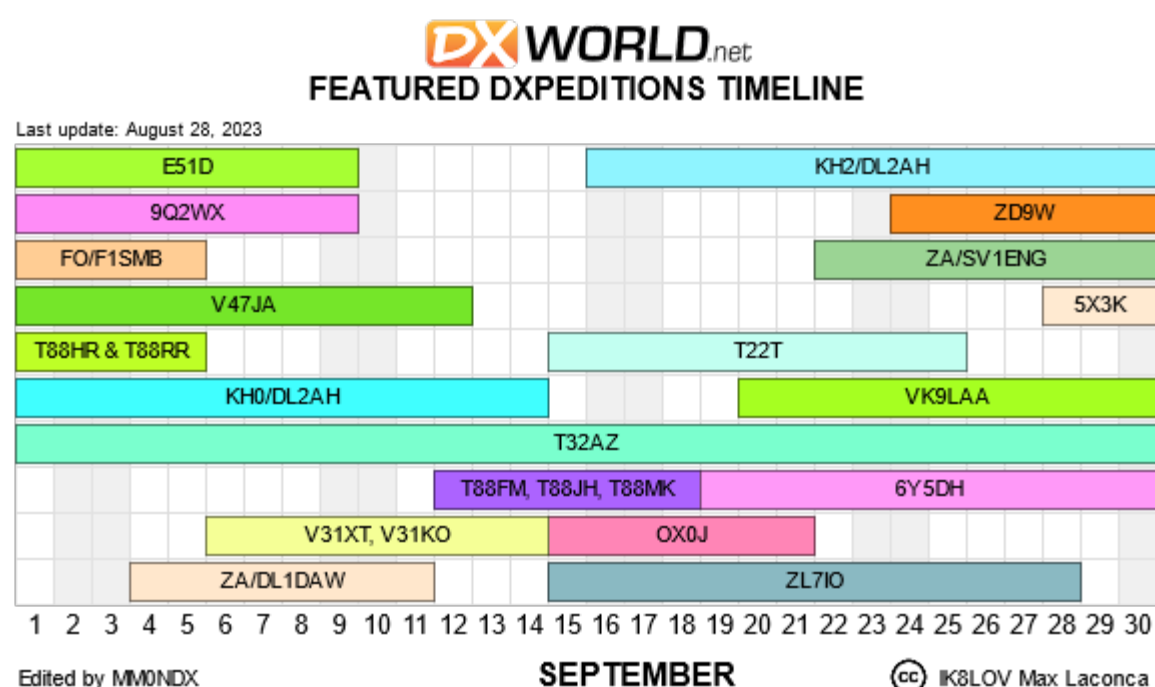 DX WORLD.net
FEATURED DXPEDITIONS TIMELINE
Last update: August 28, 2023
E51D KH2/DL2AH
9Q2WX ZD9W
FO/F1SMB ZA/SV1ENG
V47JA 5X3K
T88HR & T88RR T22T
KH0/DL2AH VK9LAA
T32AZ
T88FM, T88JH, T88MK 6Y5DH
V31XT, V31KO OX0J
ZA/DL1DAW ZL7IO
1 2 3 4 5 6 7 8 9 10 11 12 13 14 15 16 17 18 19 20 21 22 23 24 25 26 27 28 29 30
Edited by MM0NDX SEPTEMBER cc IK8LOV Max Laconca